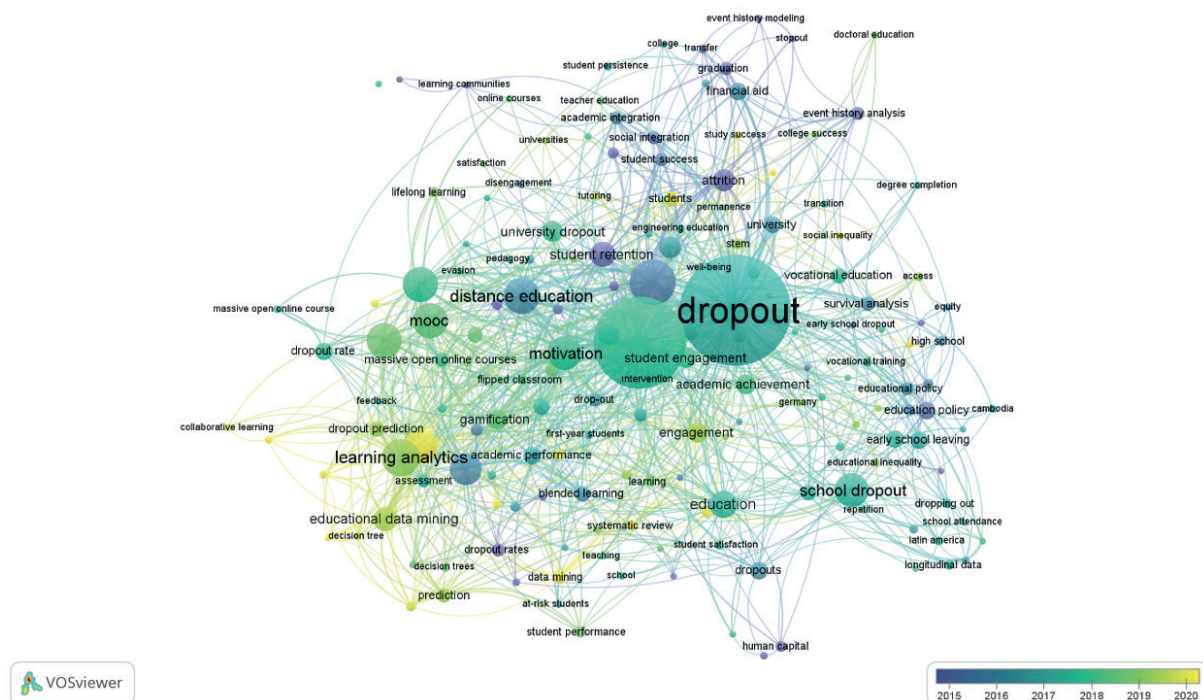 event history modeling
doctoral education
stopout
college
transfer
student persistence
graduation
learning communities
financial aid
online courses
teacher education
event history analysis
academic integration
social integration
study success
college success
universities
student success
satisfaction
attrition
disengagement
degree completion
lifelong learning
tutoring
students
transition
permanence
university
engineering education
university dropout
social inequality
stem
student retention
pedagogy
well-being
evasion
vocational education
access
distance education
massive open online course
survival analysis
equity
dropout
mooc
early school dropout
high school
dropout rate
motivation
massive open online courses
student engagement
vocational training
flipped classroom
intervention
germany
academic achievement
educational policy
feedback
drop-out
education policy
cambodia
gamification
collaborative learning
dropout prediction
first-year students
engagement
early school leaving
learning analytics
academic performance
educational inequality
assessment
learning
blended learning
school dropout
education
dropping out
repetition
educational data mining
school attendance
systematic review
decision tree
latin america
student satisfaction
dropout rates
teaching
decision trees
longitudinal data
data mining
school
dropouts
prediction
at-risk students
student performance
human capital
VOSviewer
2015 2016 2017 2018 2019 2020